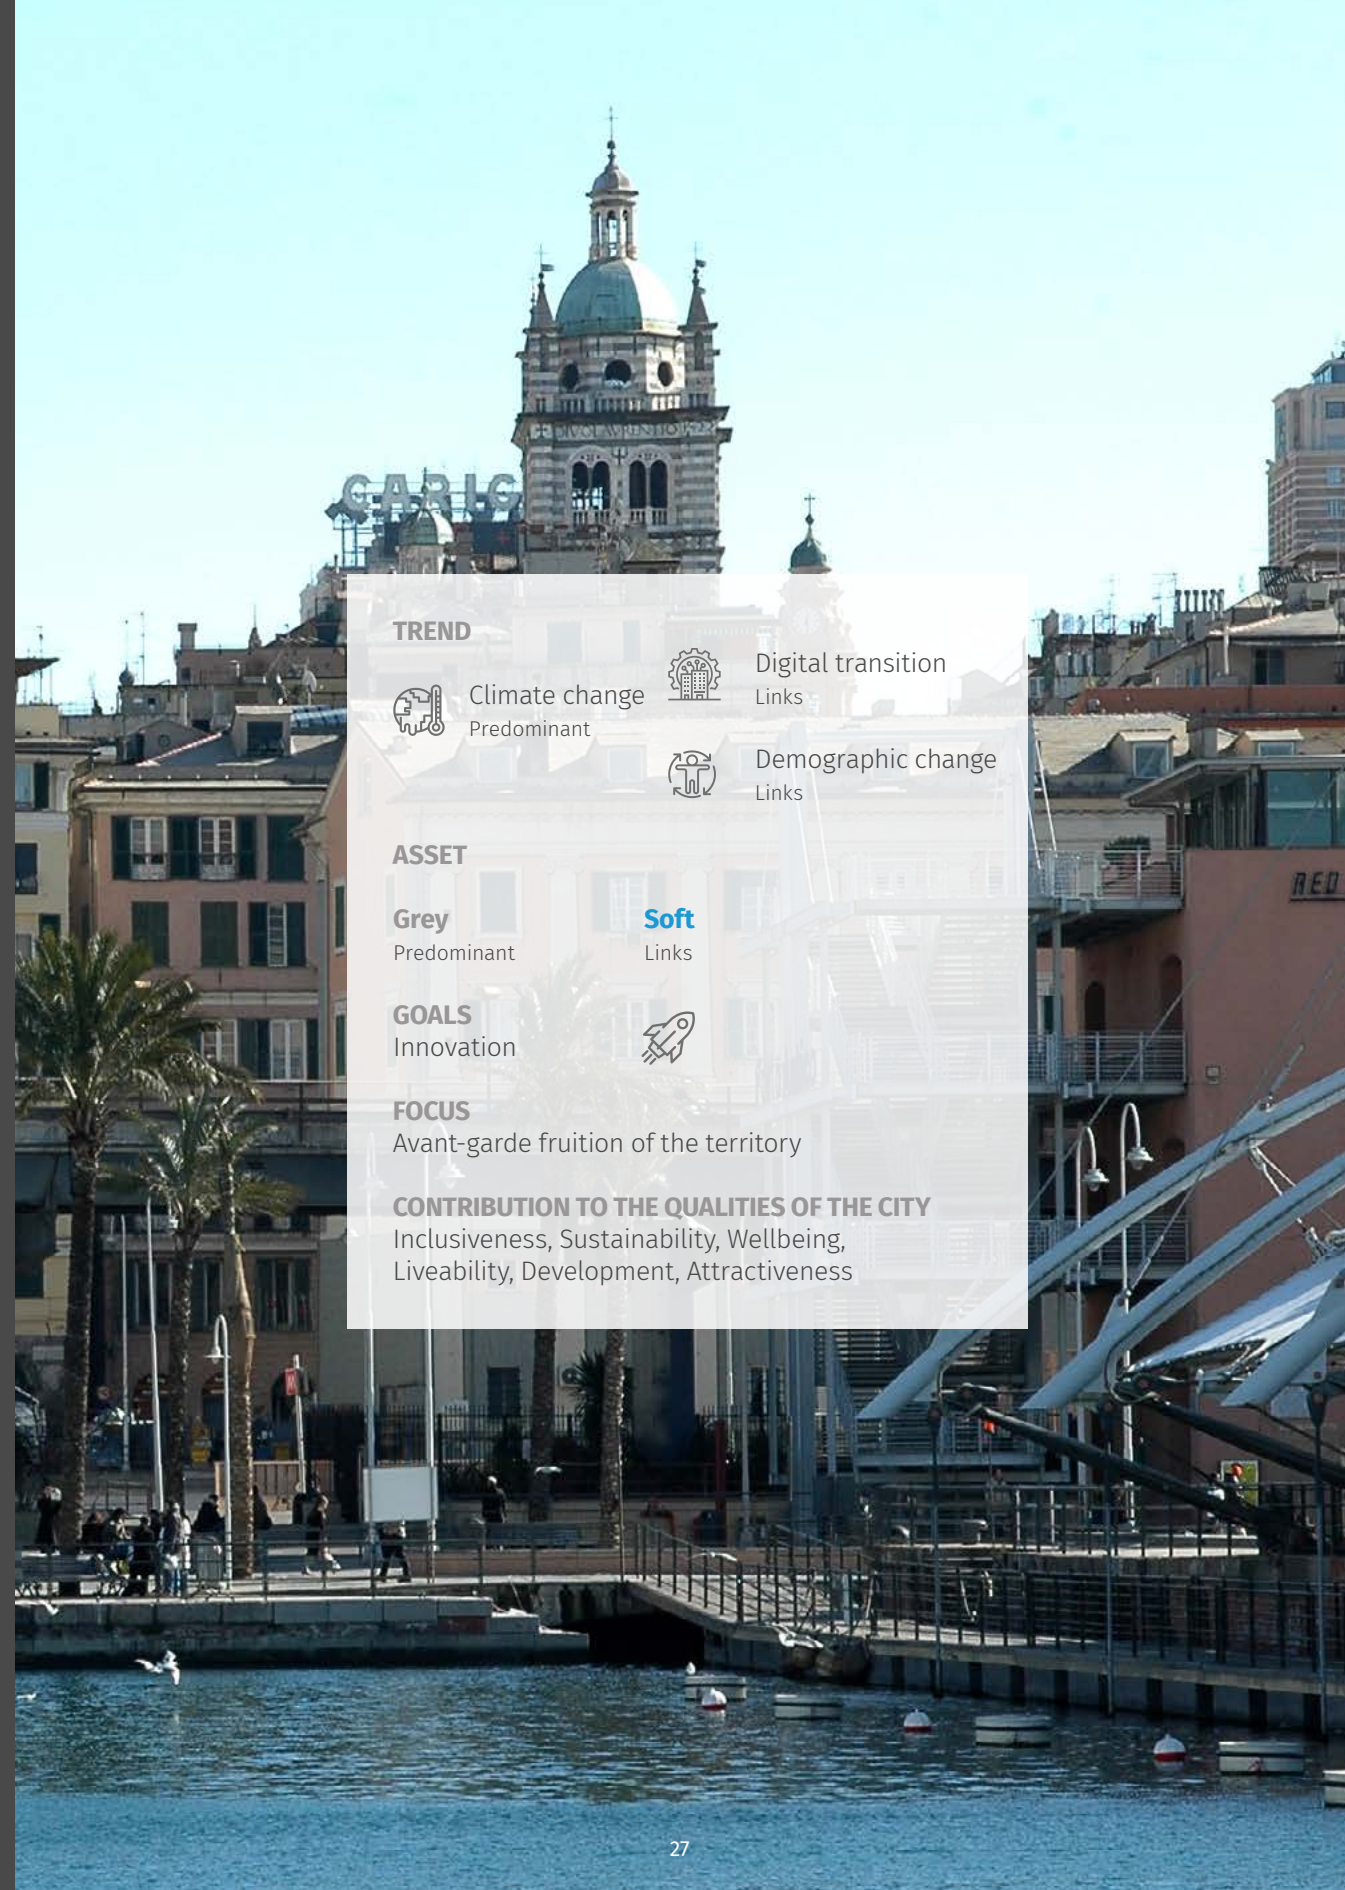 CARIG
TREND
Climate change
Predominant
Digital transition
Links
Demographic change
Links
ASSET
Grey
Predominant
Soft
Links
GOALS
Innovation
FOCUS
Avant-garde fruition of the territory
CONTRIBUTION TO THE QUALITIES OF THE CITY
Inclusiveness, Sustainability, Wellbeing,
Liveability, Development, Attractiveness
RED
27